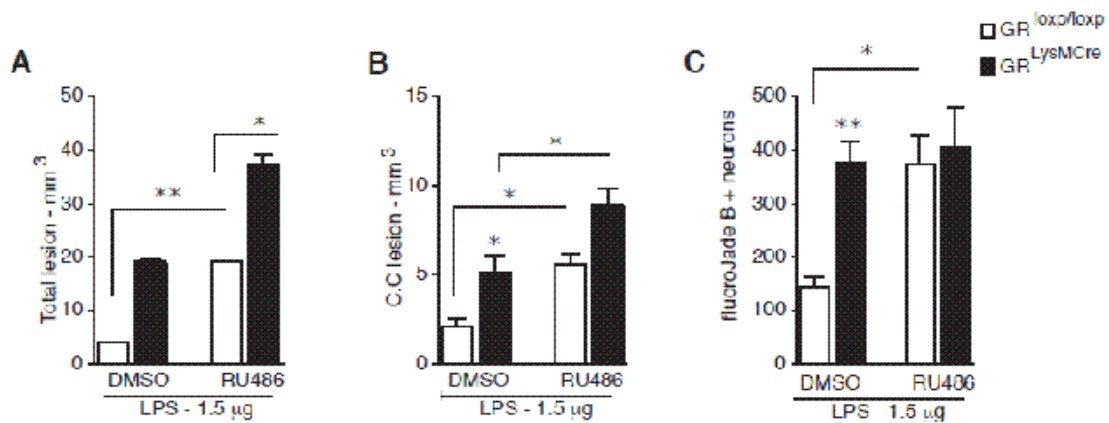 GR loxp/loxp
GR LysMCre
A
B
C
Total lesion - mm 3
50
40
30
20
10
0
**
*
DMSO
RU486
LPS - 1.5 μg
C.C lesion - mm 3
15
10
5
0
*
*
*
DMSO
RU486
LPS - 1.5 μg
fluoroJade B + neurons
500
400
300
200
100
0
*
**
DMSO
RU486
LPS 1.5 μg